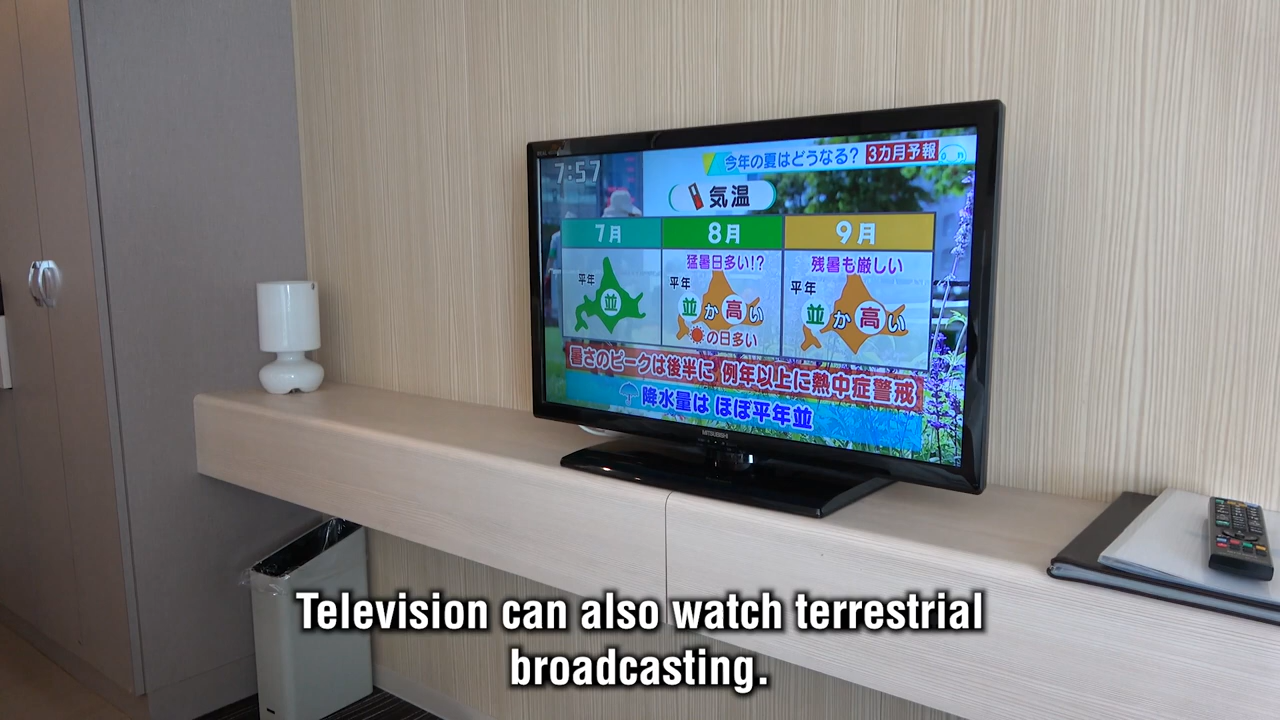 7:57
今年の夏はどうなる? 3カ月予報
気温
7月
8月
9月
平年
並
猛暑日多い!?
平年
並か高い
の日多い
残暑も厳しい
平年
並か高い
暑さのピークは後半に 例年以上に熱中症警戒
降水量は ほぼ平年並
MITSUBISHI
Television can also watch terrestrial
broadcasting.